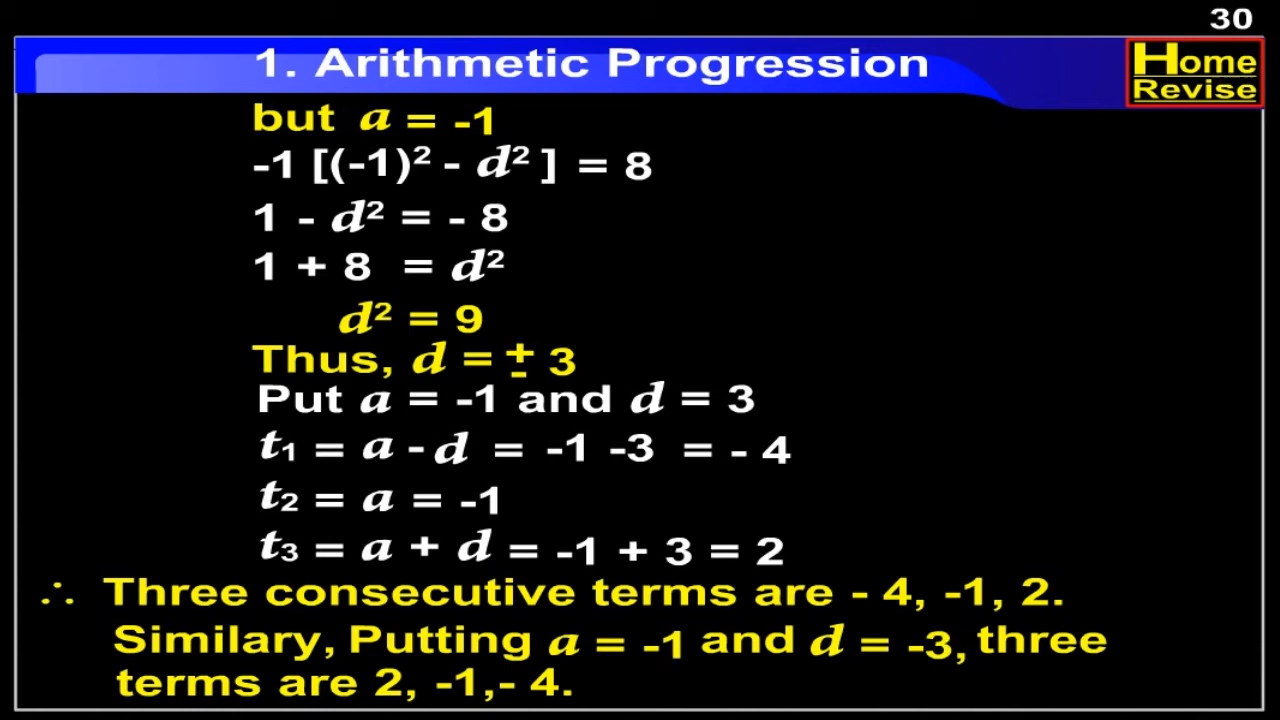 30
1. Arithmetic Progression
Home
Revise
but a = -1
-1 [(-1)² - d² ] = 8
1 - d² = - 8
1 + 8 = d²
d² = 9
Thus, d = ± 3
Put a = -1 and d = 3
t₁ = a - d = -1 -3 = - 4
t₂ = a = -1
t₃ = a + d = -1 + 3 = 2
∴ Three consecutive terms are - 4, -1, 2.
Similary, Putting a = -1 and d = -3, three
terms are 2, -1,- 4.